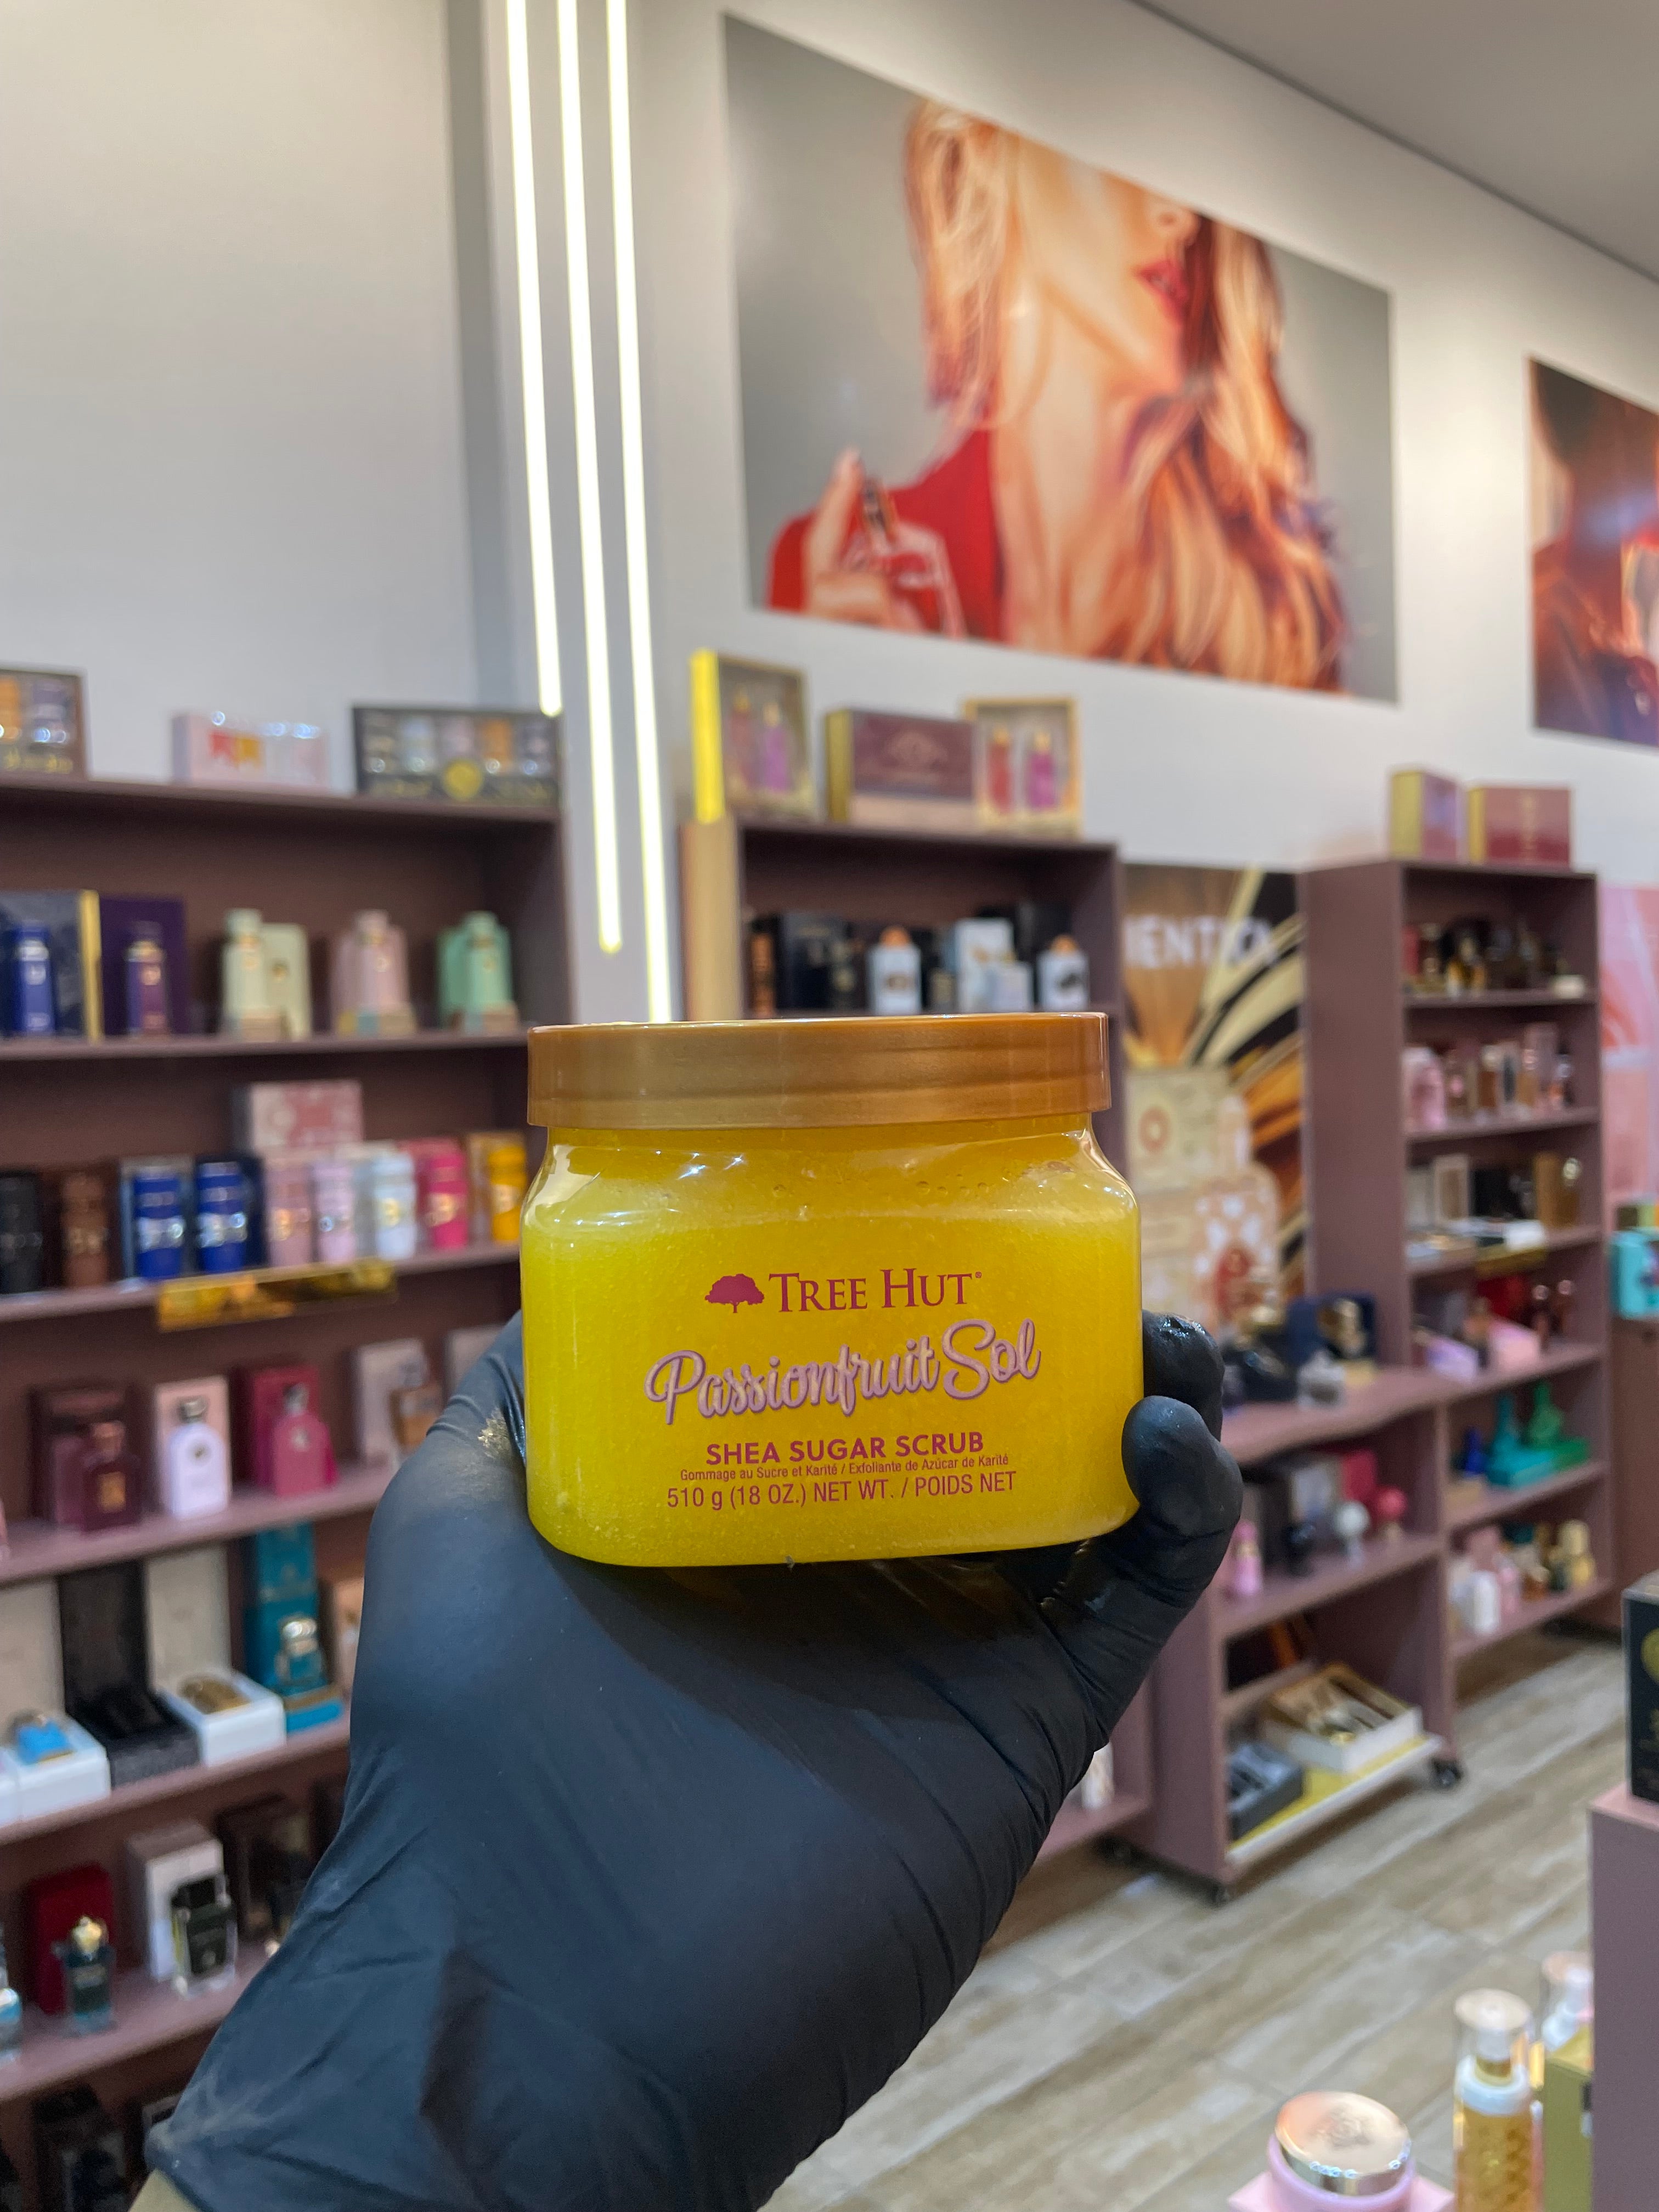 TREE HUT®
Passionfruit Sol
SHEA SUGAR SCRUB
Gommage au Sucre et Karité / Exfoliante de Azúcar de Karité
510 g (18 OZ.) NET WT. / POIDS NET